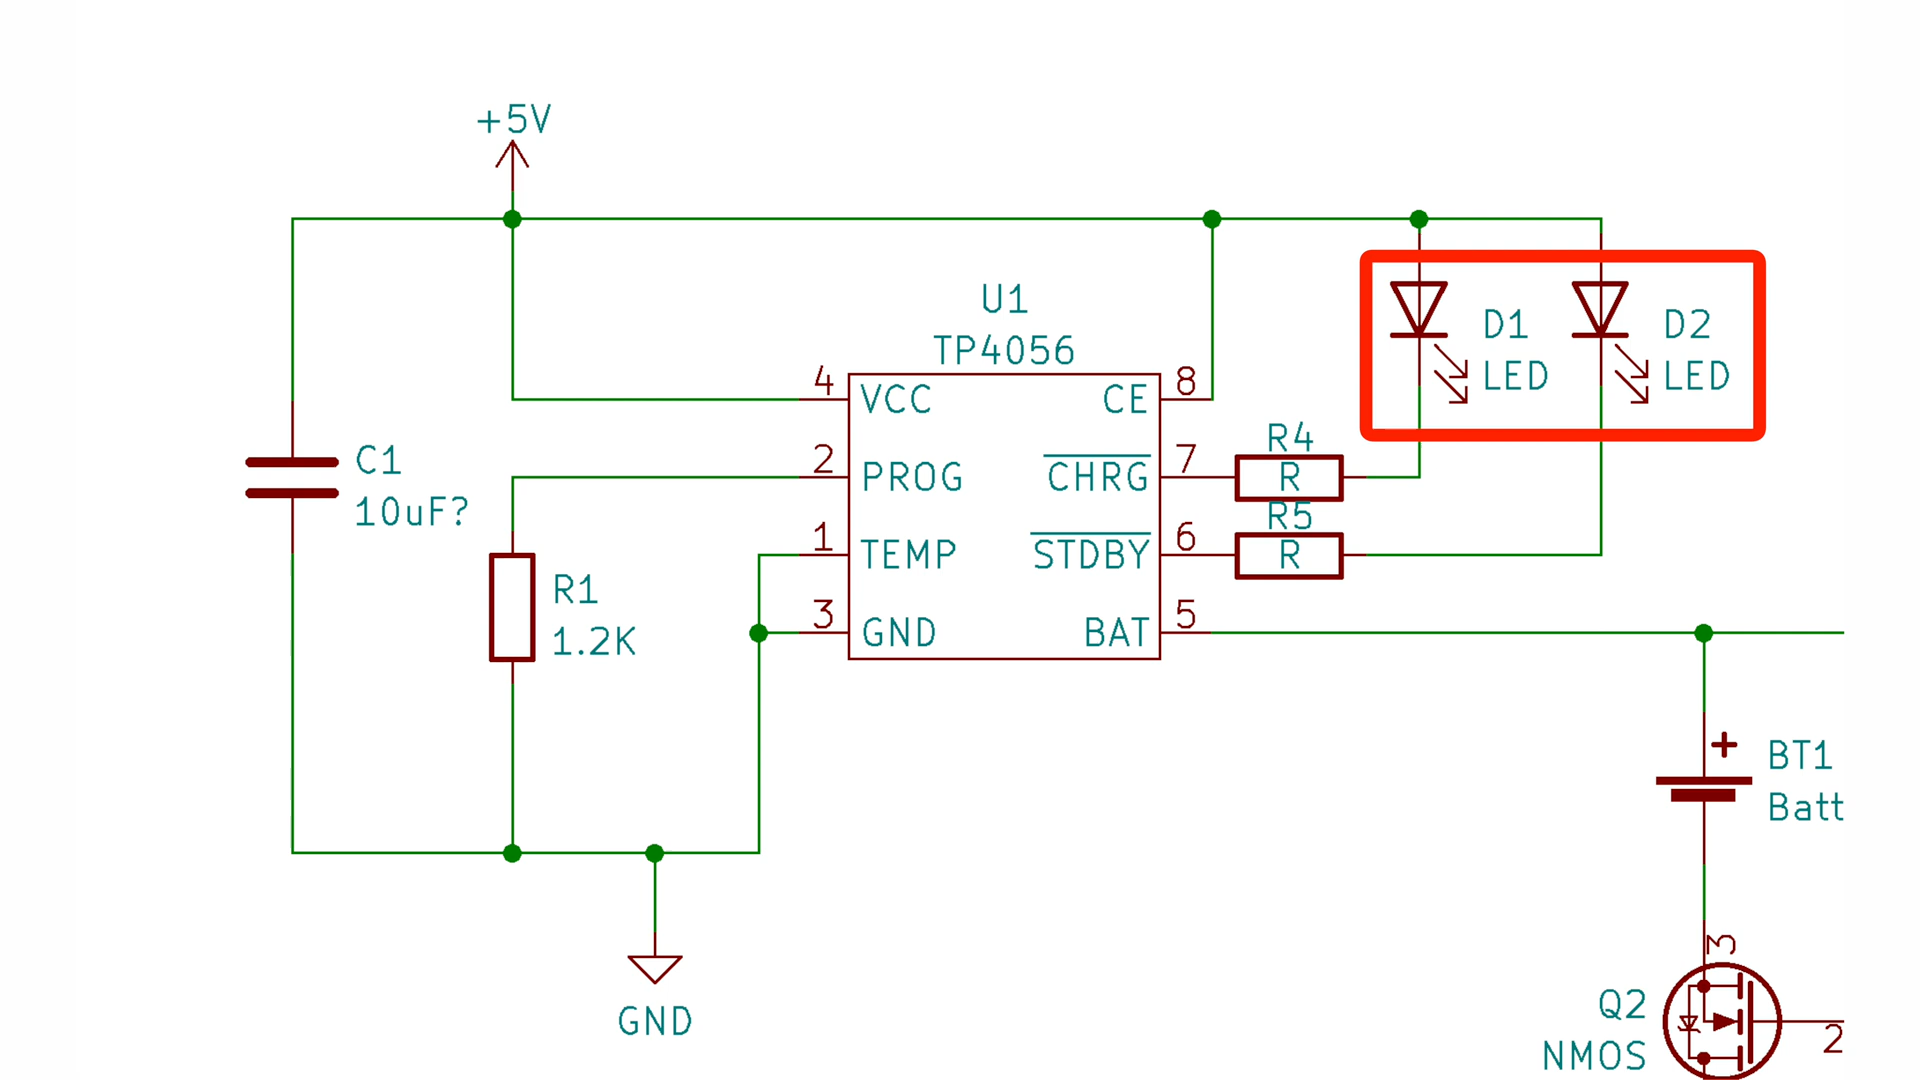 +5V
U1
TP4056
D1
LED
D2
LED
4
VCC
CE
8
C1
10uF?
2
PROG
CHRG
7
R4
R
1
TEMP
STDBY
6
R5
R
R1
1.2K
3
GND
BAT
5
BT1
Batt
3
Q2
NMOS
2
GND